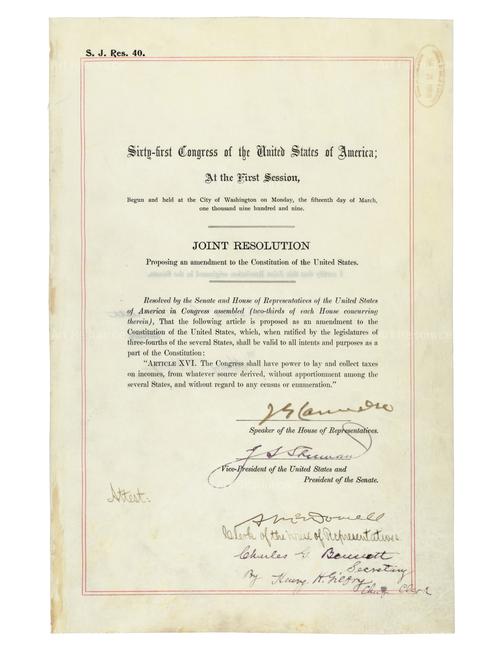 S. J. Res. 40.
Sixty-first Congress of the United States of America;
At the First Session,
Begun and held at the City of Washington on Monday, the fifteenth day of March,
one thousand nine hundred and nine.
JOINT RESOLUTION
Proposing an amendment to the Constitution of the United States.
Resolved by the Senate and House of Representatives of the United States
of America in Congress assembled (two-thirds of each House concurring
therein), That the following article is proposed as an amendment to the
Constitution of the United States, which, when ratified by the legislatures of
three-fourths of the several States, shall be valid to all intents and purposes as a
part of the Constitution:
"ARTICLE XVI. The Congress shall have power to lay and collect taxes
on incomes, from whatever source derived, without apportionment among the
several States, and without regard to any census or enumeration."
J G Cannon
Speaker of the House of Representatives.
J. S. Sherman
Vice-President of the United States and
President of the Senate.
Attest:
A McDowell
Clerk of the House of Representatives.
Charles G. Bennett
Secretary
By Henry H. Gilfry
Chief Clerk